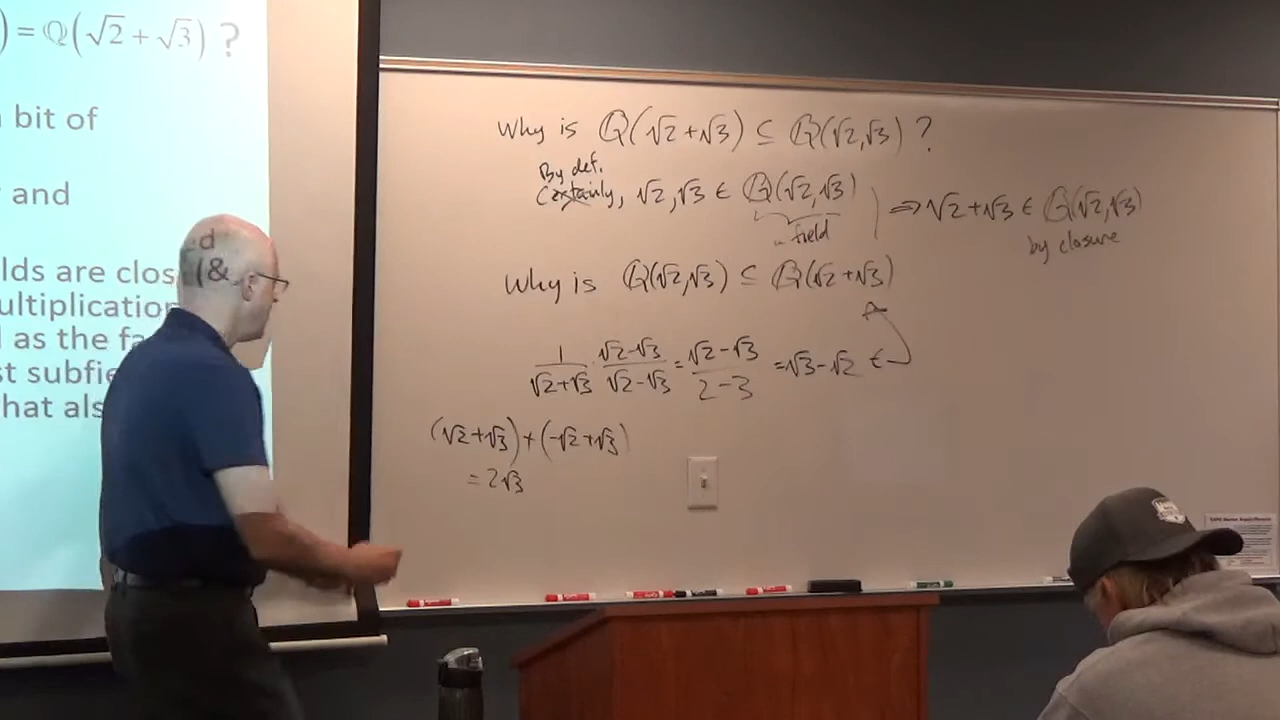 ) = ℚ(√2 + √3) ?
bit of
and
lds are clos
ultiplication
as the fa
st subfie
hat als
d
(&
Why is ℚ(√2+√3) ⊆ ℚ(√2,√3) ?
By def.
Certainly, √2,√3 ∈ ℚ(√2,√3) ⇒ √2+√3 ∈ ℚ(√2,√3)
a field
by closure
Why is ℚ(√2,√3) ⊆ ℚ(√2+√3)
1/(√2+√3) · (√2-√3)/(√2-√3) = (√2-√3)/(2-3) = √3-√2 ∈
(√2+√3)+(-√2+√3)
= 2√3